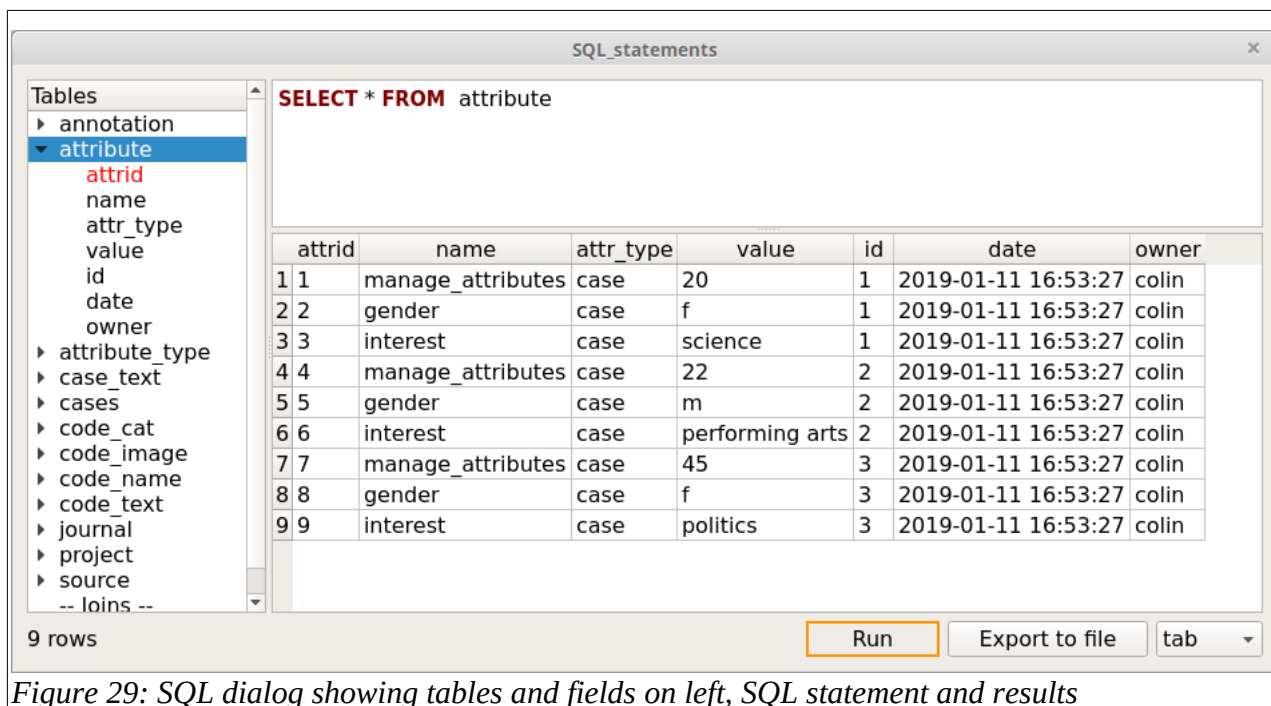 SQL_statements ×
Tables
annotation
attribute
attrid
name
attr_type
value
id
date
owner
attribute_type
case_text
cases
code_cat
code_image
code_name
code_text
journal
project
source
-- Joins --
SELECT * FROM attribute
attrid name attr_type value id date owner
1 1 manage_attributes case 20 1 2019-01-11 16:53:27 colin
2 2 gender case f 1 2019-01-11 16:53:27 colin
3 3 interest case science 1 2019-01-11 16:53:27 colin
4 4 manage_attributes case 22 2 2019-01-11 16:53:27 colin
5 5 gender case m 2 2019-01-11 16:53:27 colin
6 6 interest case performing arts 2 2019-01-11 16:53:27 colin
7 7 manage_attributes case 45 3 2019-01-11 16:53:27 colin
8 8 gender case f 3 2019-01-11 16:53:27 colin
9 9 interest case politics 3 2019-01-11 16:53:27 colin
9 rows Run Export to file tab
Figure 29: SQL dialog showing tables and fields on left, SQL statement and results